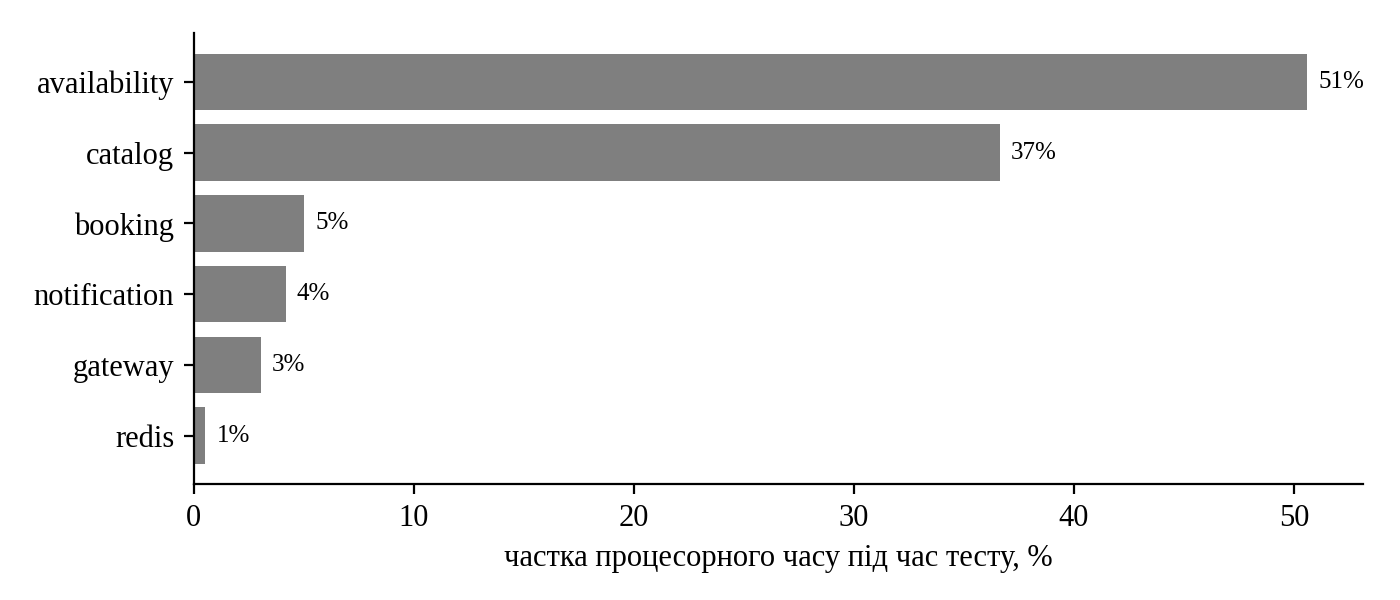 availability 51%
catalog 37%
booking 5%
notification 4%
gateway 3%
redis 1%
0 10 20 30 40 50
частка процесорного часу під час тесту, %